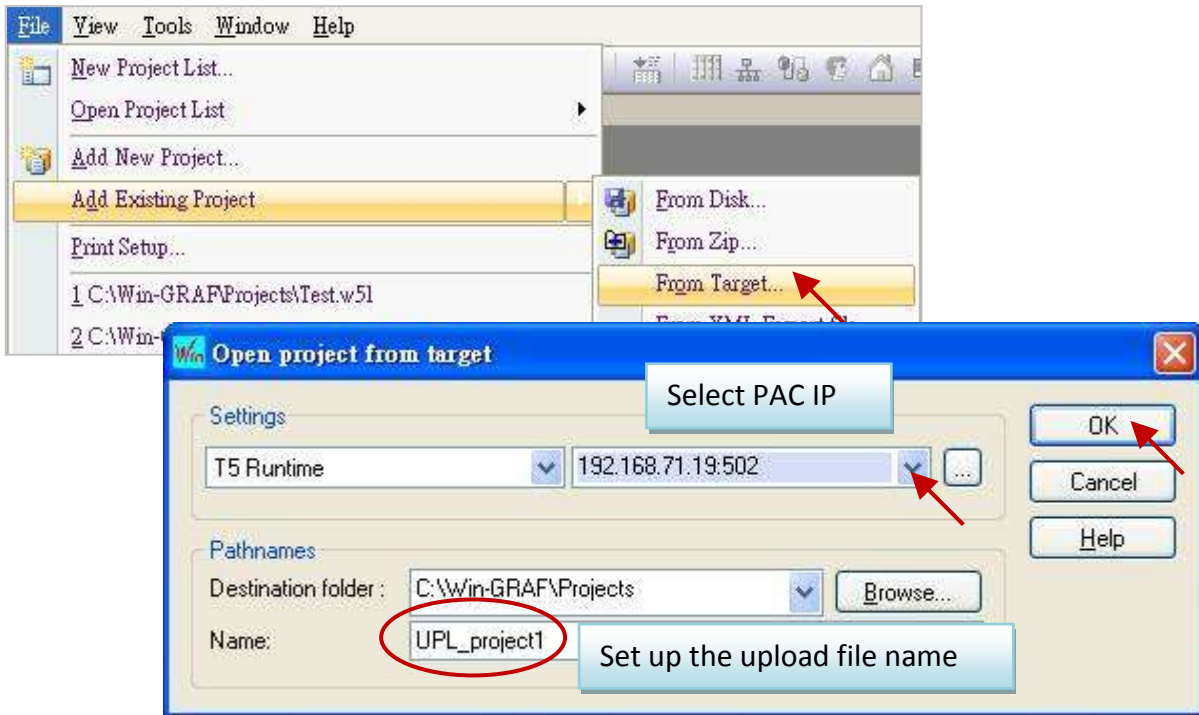 File View Tools Window Help
New Project List...
Open Project List
Add New Project...
Add Existing Project
From Disk...
From Zip...
Print Setup...
From Target...
1 C:\Win-GRAF\Projects\Test.w5l
2 C:\Win-
Open project from target
Select PAC IP
Settings
OK
T5 Runtime 192.168.71.19:502 ...
Cancel
Help
Pathnames
Destination folder : C:\Win-GRAF\Projects Browse...
Name: UPL_project1
Set up the upload file name